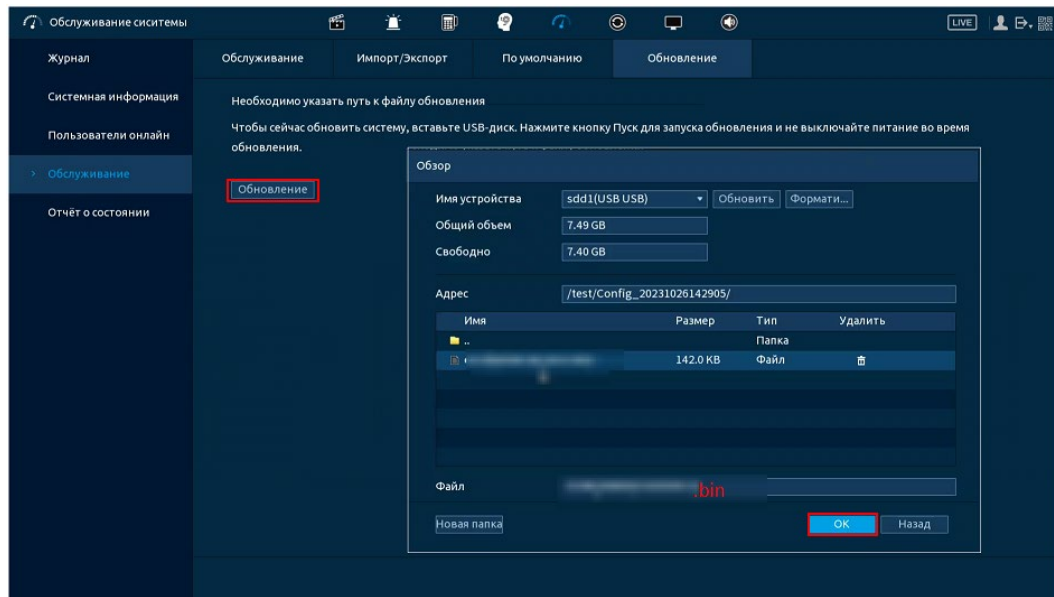 Обслуживание сиситемы
LIVE
Журнал
Системная информация
Пользователи онлайн
Обслуживание
Отчёт о состоянии
Обслуживание Импорт/Экспорт По умолчанию Обновление
Необходимо указать путь к файлу обновления
Чтобы сейчас обновить систему, вставьте USB-диск. Нажмите кнопку Пуск для запуска обновления и не выключайте питание во время
обновления.
Обновление
Обзор
Имя устройства sdd1(USB USB) Обновить Формати...
Общий объем 7.49 GB
Свободно 7.40 GB
Адрес /test/Config_20231026142905/
Имя Размер Тип Удалить
.. Папка
142.0 KB Файл
Файл .bin
Новая папка OK Назад